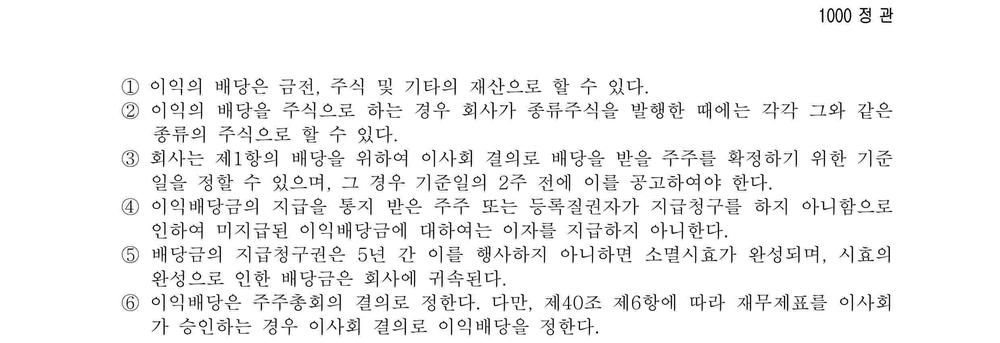 1000 정 관
① 이익의 배당은 금전, 주식 및 기타의 재산으로 할 수 있다.
② 이익의 배당을 주식으로 하는 경우 회사가 종류주식을 발행한 때에는 각각 그와 같은
종류의 주식으로 할 수 있다.
③ 회사는 제1항의 배당을 위하여 이사회 결의로 배당을 받을 주주를 확정하기 위한 기준
일을 정할 수 있으며, 그 경우 기준일의 2주 전에 이를 공고하여야 한다.
④ 이익배당금의 지급을 통지 받은 주주 또는 등록질권자가 지급청구를 하지 아니함으로
인하여 미지급된 이익배당금에 대하여는 이자를 지급하지 아니한다.
⑤ 배당금의 지급청구권은 5년 간 이를 행사하지 아니하면 소멸시효가 완성되며, 시효의
완성으로 인한 배당금은 회사에 귀속된다.
⑥ 이익배당은 주주총회의 결의로 정한다. 다만, 제40조 제6항에 따라 재무제표를 이사회
가 승인하는 경우 이사회 결의로 이익배당을 정한다.